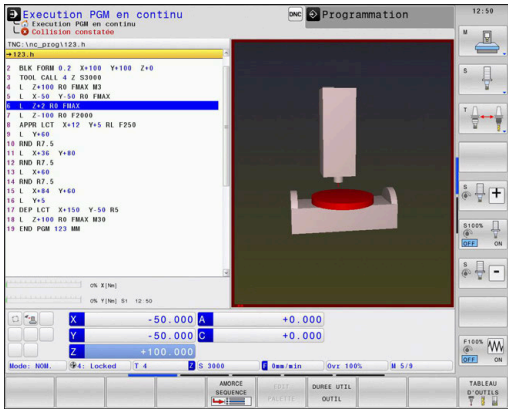 Execution PGM en continu
Execution PGM en continu
Collision constatée
DNC
Programmation
12:50
TNC:\nc_prog\123.h
→123.h
2 BLK FORM 0.2 X+100 Y+100 Z+0
3 TOOL CALL 4 Z S3000
4 L Z+100 R0 FMAX M3
5 L X-50 Y-50 R0 FMAX
6 L Z+2 R0 FMAX
7 L Z-100 R0 F2000
8 APPR LCT X+12 Y+5 RL F250
9 L Y+60
10 RND R7.5
11 L X+36 Y+80
12 RND R7.5
13 L X+60
14 RND R7.5
15 L X+84 Y+60
16 L Y+5
17 DEP LCT X+150 Y-50 R5
18 L Z+100 R0 FMAX M30
19 END PGM 123 MM
0% X[Nm]
0% Y[Nm] S1 12:50
X -50.000 A +0.000
Y -50.000 C +0.000
Z +100.000
Mode: NOM. 4: Locked T 4 Z S 3000 F 0mm/min Ovr 100% M 5/9
M
S
T
S
S100%
OFF ON
S
F100%
OFF ON
AMORCE
SEQUENCE
EDIT
PALETTE
DUREE UTIL
OUTIL
TABLEAU
D'OUTILS